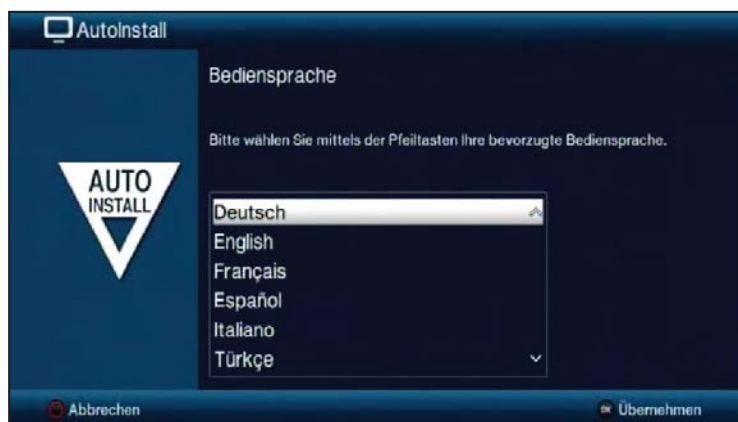 AutoInstall
Bediensprache
Bitte wählen Sie mittels der Pfeiltasten Ihre bevorzugte Bediensprache.
AUTO
INSTALL
Deutsch
English
Français
Español
Italiano
Türkçe
Abbrechen
OK Übernehmen